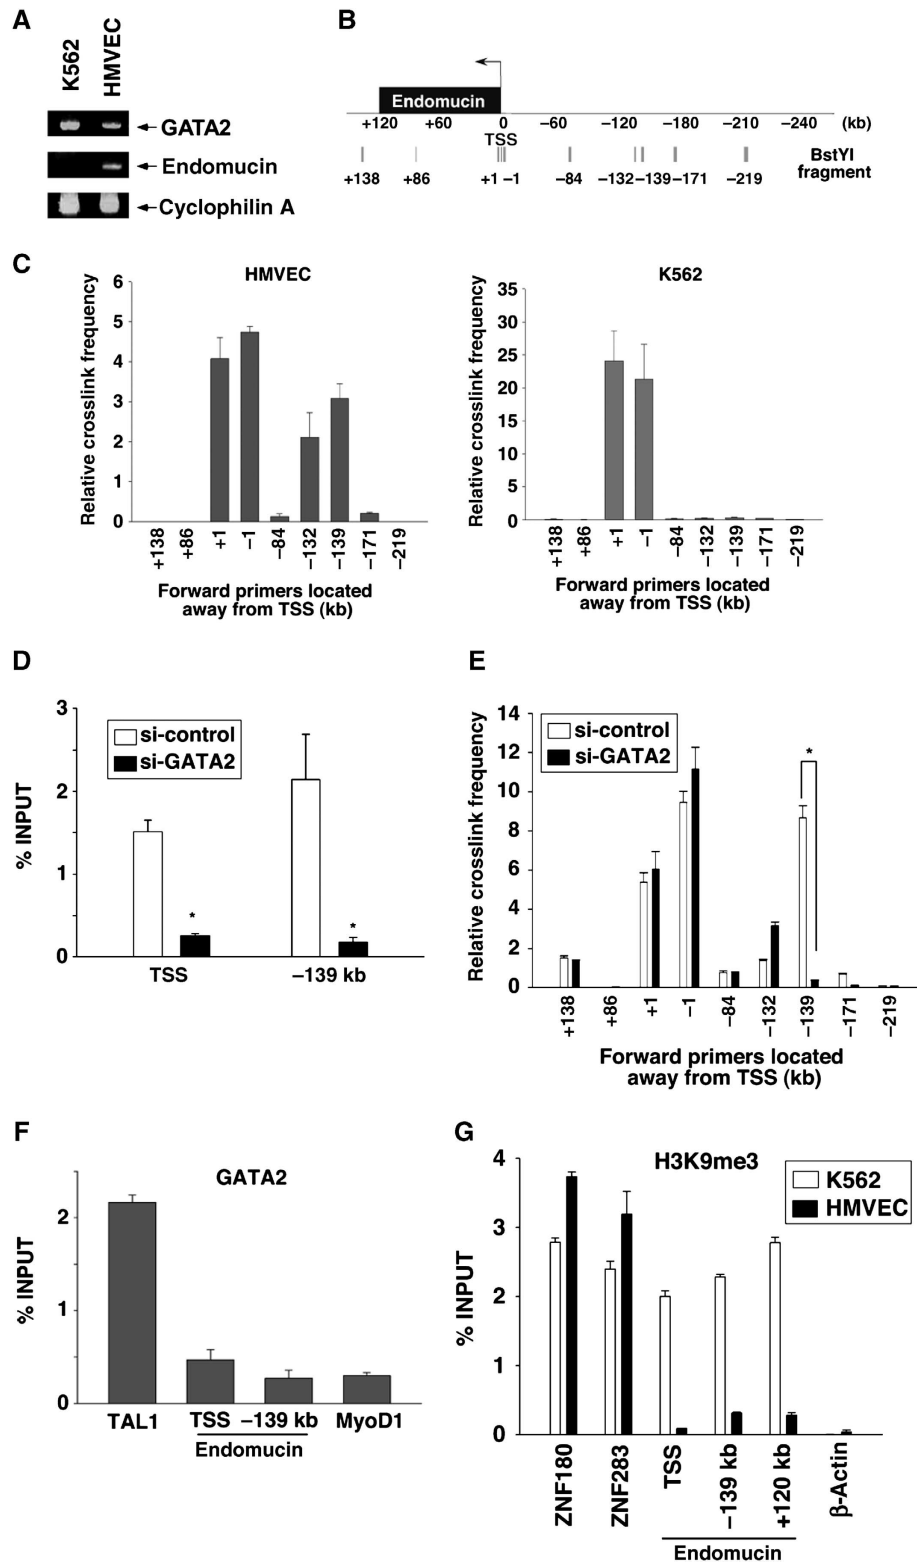 A
K562
HMVEC
GATA2
Endomucin
Cyclophilin A
B
Endomucin
+120 +60 0 −60 −120 −180 −210 −240 (kb)
TSS
BstYI
fragment
+138 +86 +1 −1 −84 −132 −139 −171 −219
C
HMVEC
Relative crosslink frequency
6
5
4
3
2
1
0
+138 +86 +1 −1 −84 −132 −139 −171 −219
Forward primers located
away from TSS (kb)
K562
Relative crosslink frequency
35
30
25
20
15
10
5
0
+138 +86 +1 −1 −84 −132 −139 −171 −219
Forward primers located
away from TSS (kb)
D
% INPUT
3
2
1
0
si-control
si-GATA2
*
*
TSS −139 kb
E
Relative crosslink frequency
14
12
10
8
6
4
2
0
si-control
si-GATA2
*
+138 +86 +1 −1 −84 −132 −139 −171 −219
Forward primers located
away from TSS (kb)
F
GATA2
% INPUT
2
1
0
TAL1 TSS −139 kb MyoD1
Endomucin
G
H3K9me3
K562
HMVEC
% INPUT
4
3
2
1
0
ZNF180 ZNF283 TSS −139 kb +120 kb β-Actin
Endomucin